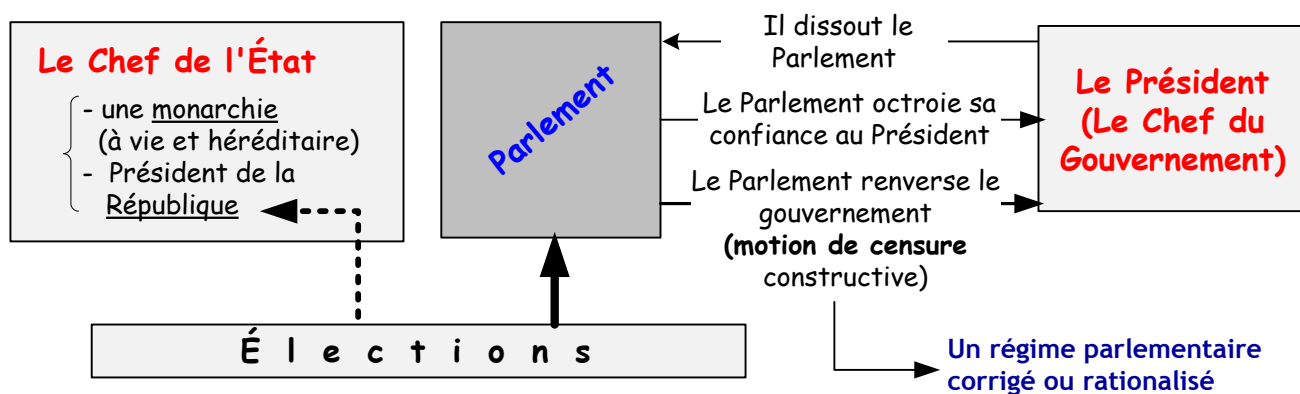 Le Chef de l'État
- une monarchie
(à vie et héréditaire)
- Président de la
République
Parlement
Il dissout le
Parlement
Le Parlement octroie sa
confiance au Président
Le Parlement renverse le
gouvernement
(motion de censure
constructive)
Le Président
(Le Chef du
Gouvernement)
Élections
Un régime parlementaire
corrigé ou rationalisé